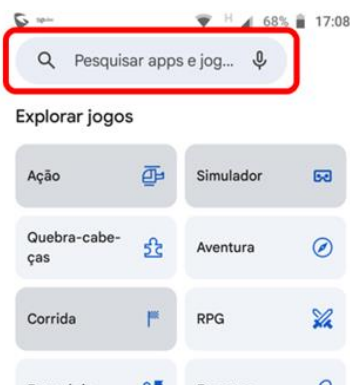 H 68% 17:08
Pesquisar apps e jog...
Explorar jogos
Ação
Simulador
Quebra-cabe-
ças
Aventura
Corrida
RPG